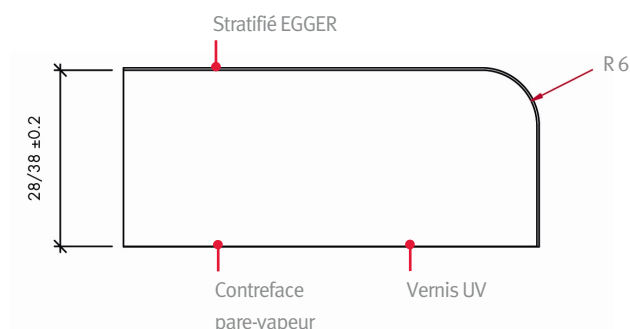 Stratifié EGGER
R 6
28/38 ±0.2
Contreface
pare-vapeur
Vernis UV